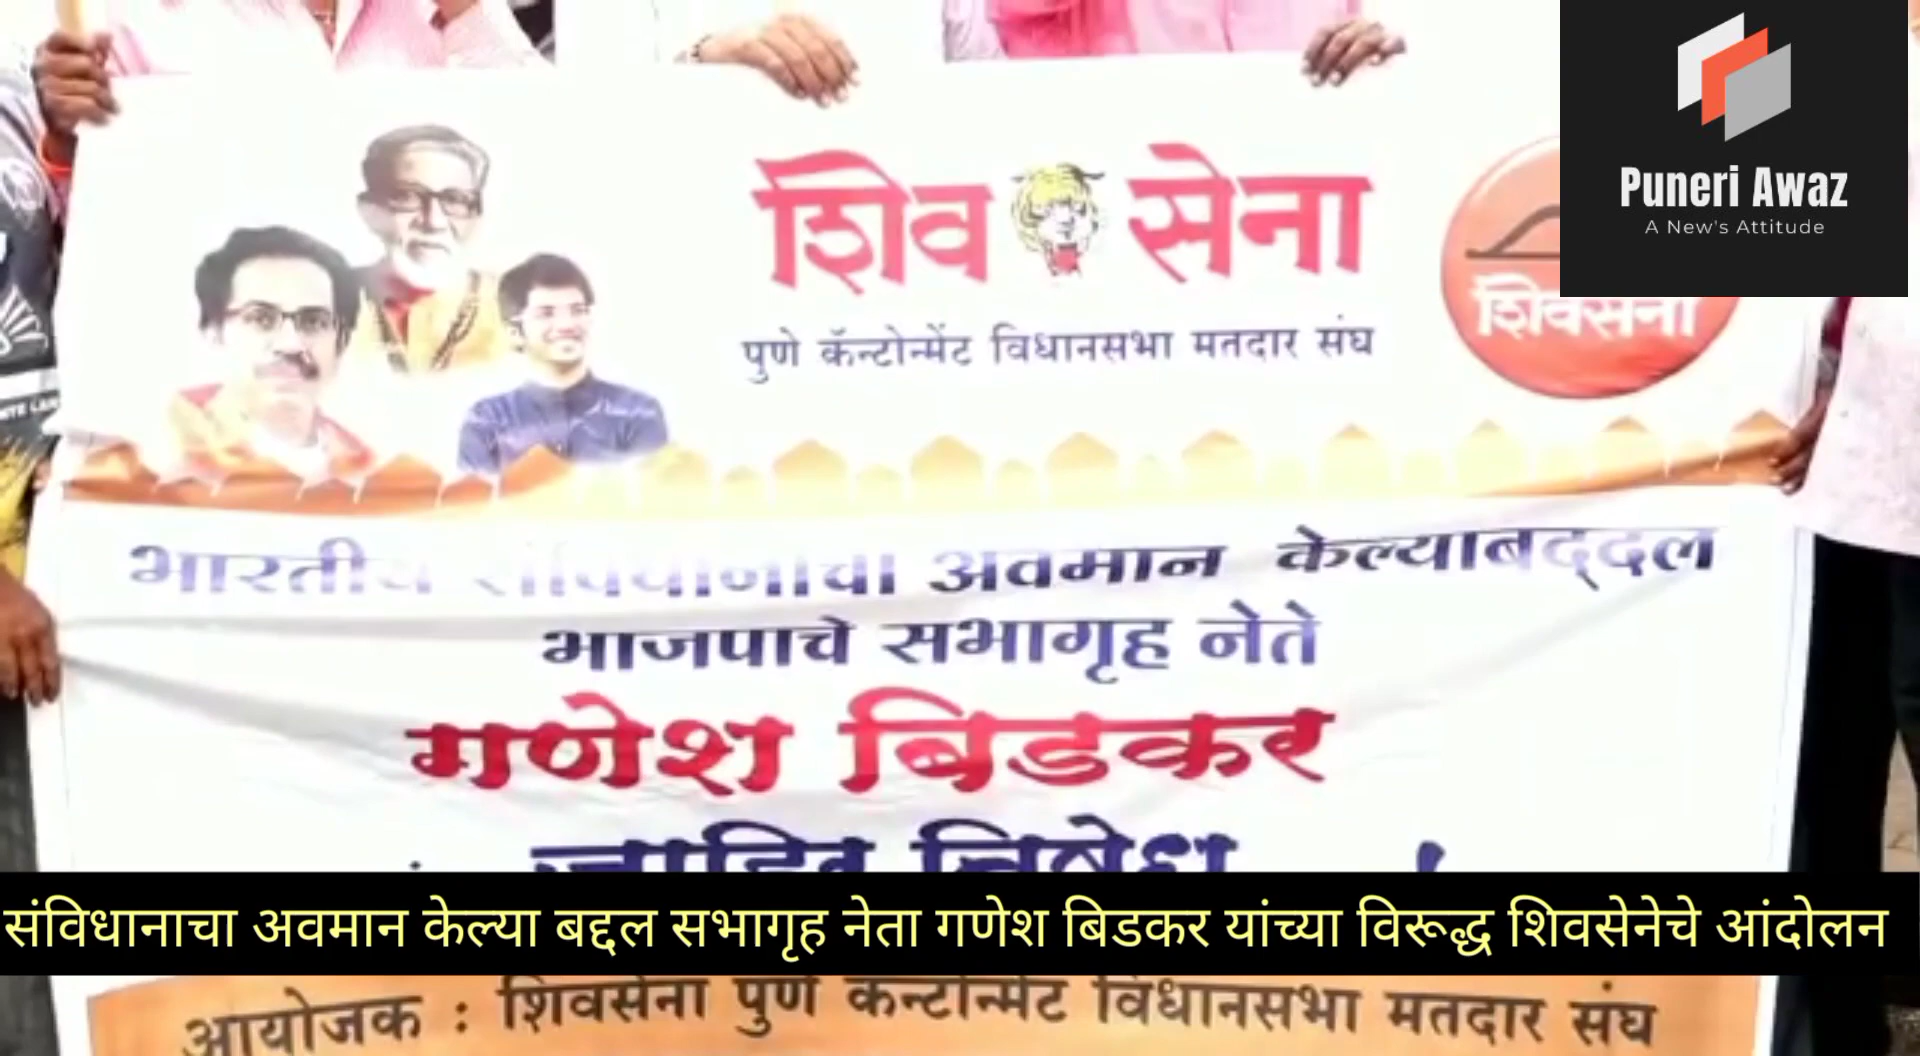 Puneri Awaz
A New's Attitude
शिव सेना
पुणे कॅन्टोन्मेंट विधानसभा मतदार संघ
शिवसेना
भारतीय संविधानाचा अवमान केल्याबद्दल
भाजपाचे सभागृह नेते
गणेश बिडकर
जाहिर निषेध !
संविधानाचा अवमान केल्या बद्दल सभागृह नेता गणेश बिडकर यांच्या विरूद्ध शिवसेनेचे आंदोलन
आयोजक : शिवसेना पुणे कॅन्टोन्मेंट विधानसभा मतदार संघ